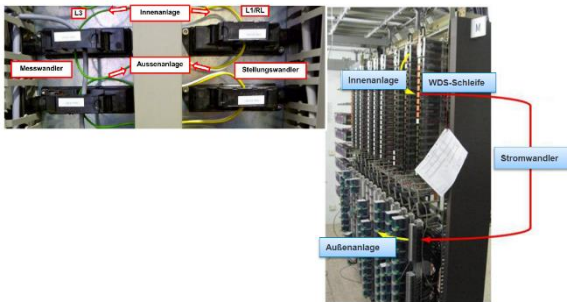 L3
Innenanlage
L1/RL
Messwandler
Aussenanlage
Stellungswandler
M
Innenanlage
WDS-Schleife
Stromwandler
Außenanlage